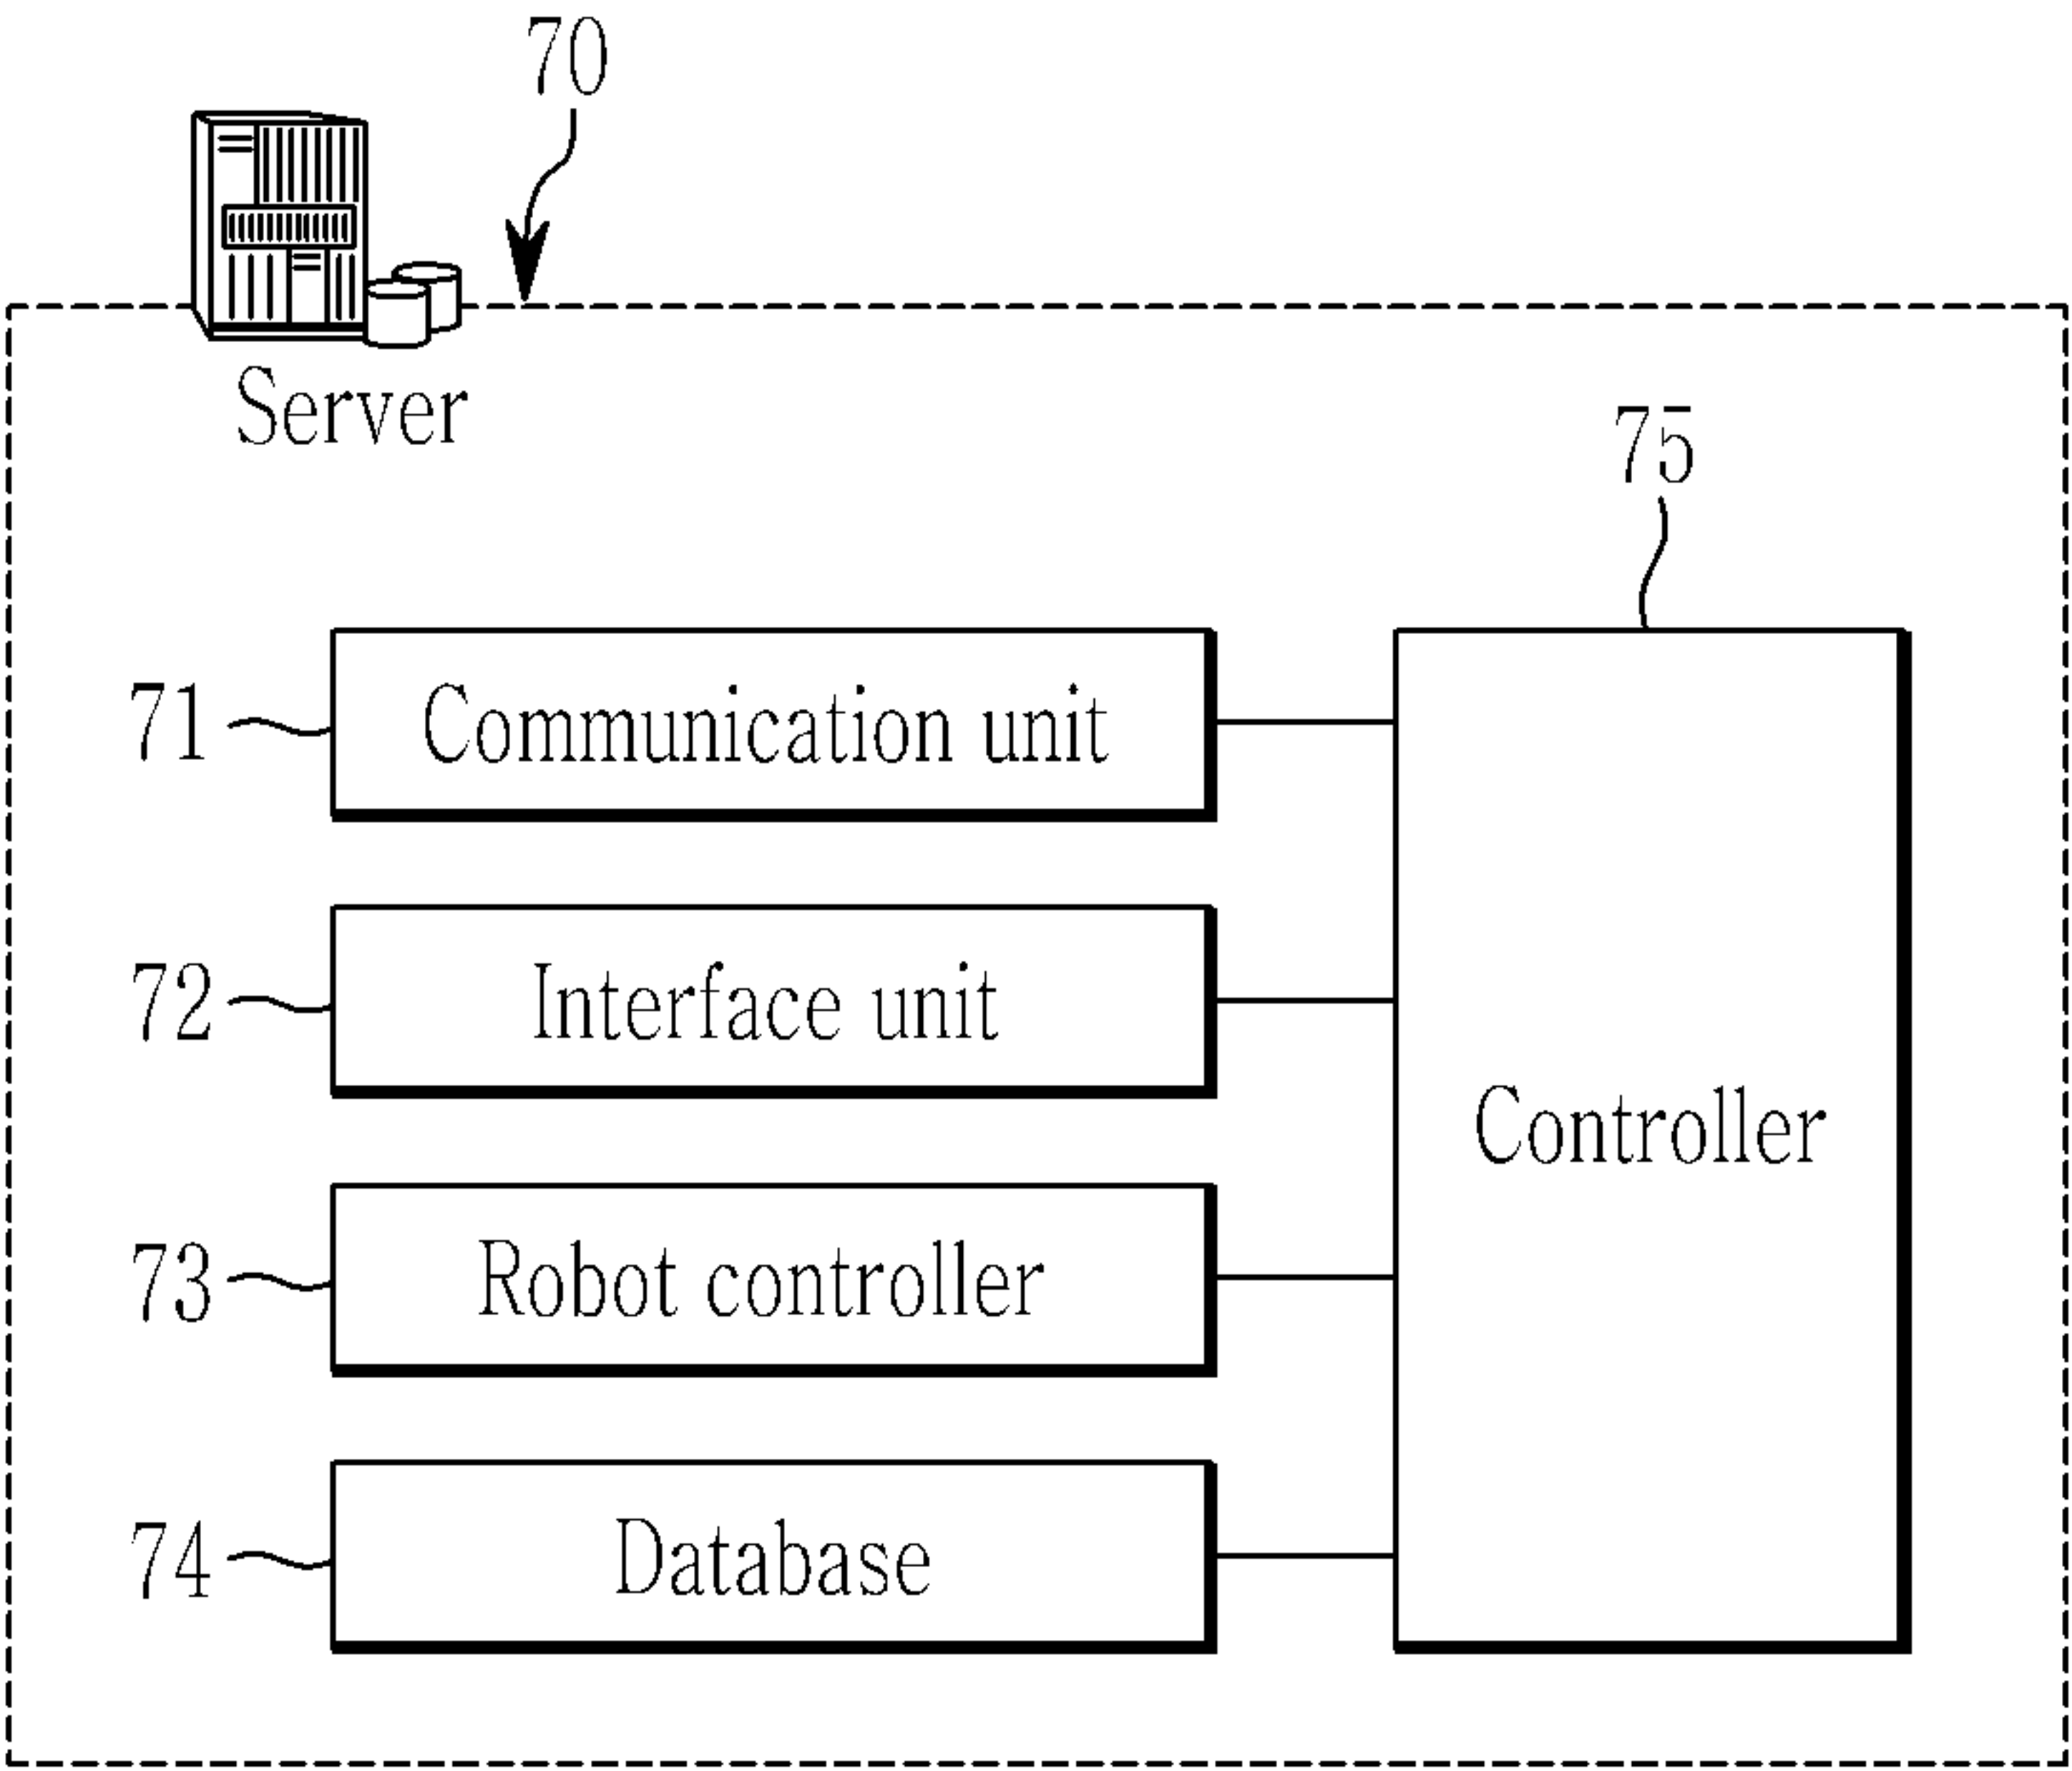 70
Server
75
71 Communication unit
72 Interface unit
Controller
73 Robot controller
74 Database